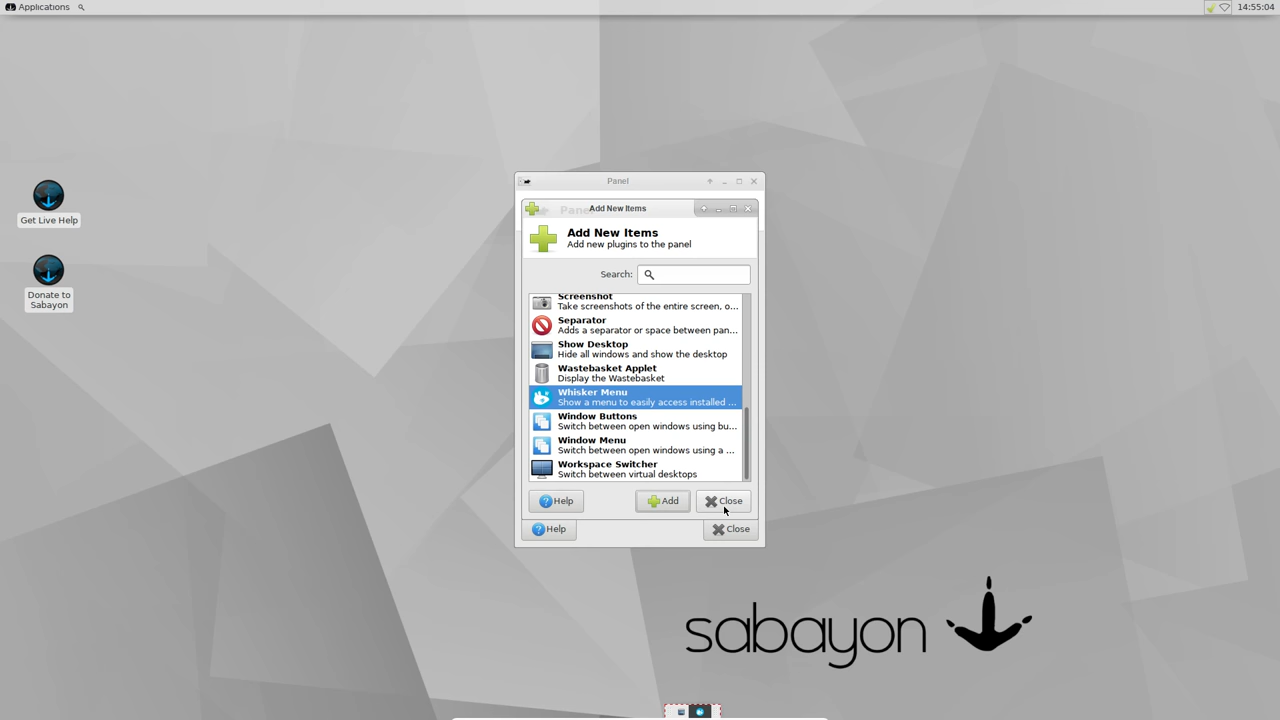 Applications
14:55:04
Get Live Help
Donate to
Sabayon
Panel
Add New Items
Add New Items
Add new plugins to the panel
Search:
Screenshot
Take screenshots of the entire screen, o...
Separator
Adds a separator or space between pan...
Show Desktop
Hide all windows and show the desktop
Wastebasket Applet
Display the Wastebasket
Whisker Menu
Show a menu to easily access installed ...
Window Buttons
Switch between open windows using bu...
Window Menu
Switch between open windows using a ...
Workspace Switcher
Switch between virtual desktops
Help
Add
Close
Help
Close
sabayon